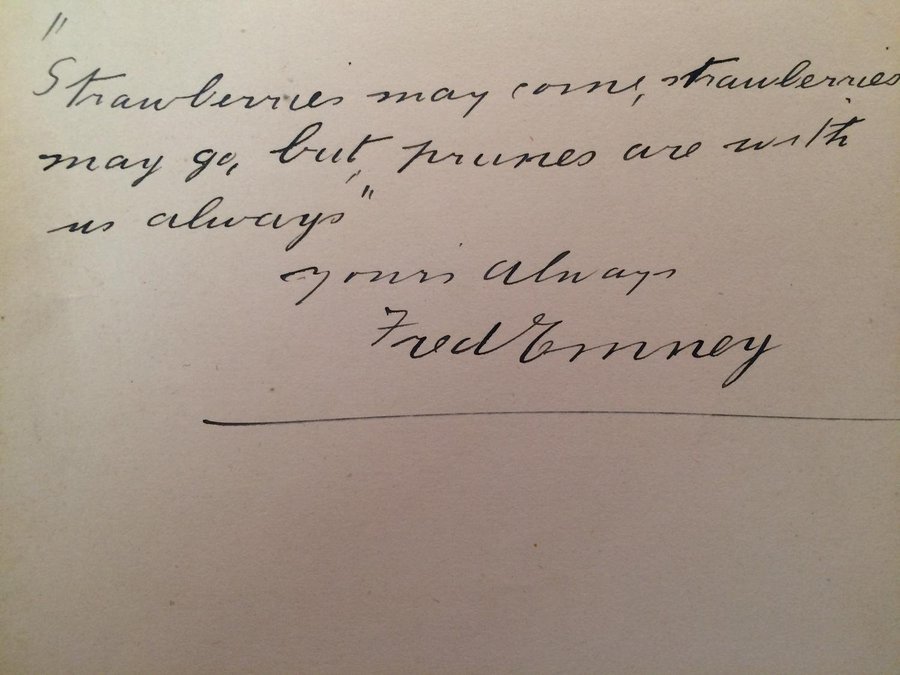 "
Strawberries may come, strawberries
may go, but, prunes are with
us always"
Yours Always
Fred Emney